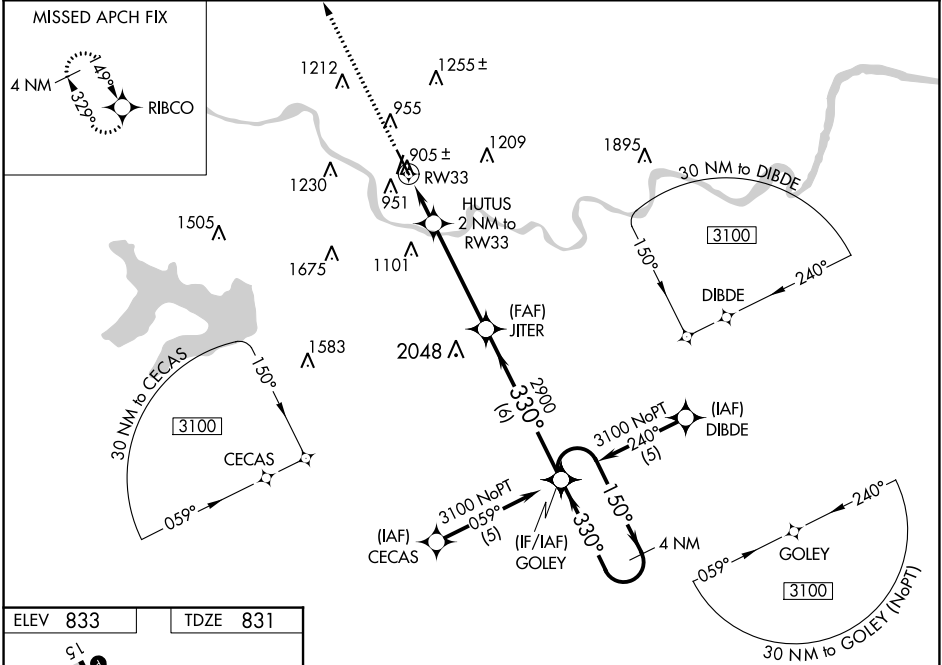 MISSED APCH FIX
4 NM
149°
329°
RIBCO
1212
1255 ±
955
905 ±
RW33
1209
1895
1230
951
HUTUS
2 NM to
RW33
1505
1675
1101
30 NM to DIBDE
3100
150°
240°
DIBDE
(FAF)
JITER
2048
1583
30 NM to CECAS
3100
150°
CECAS
059°
2900
330°
(6)
3100 NoPT
240°
(5)
(IAF)
DIBDE
3100 NoPT
059°
(5)
(IAF)
CECAS
(IF/IAF)
GOLEY
150°
330°
4 NM
240°
059°
GOLEY
3100
30 NM to GOLEY (NoPT)
ELEV 833
TDZE 831
15